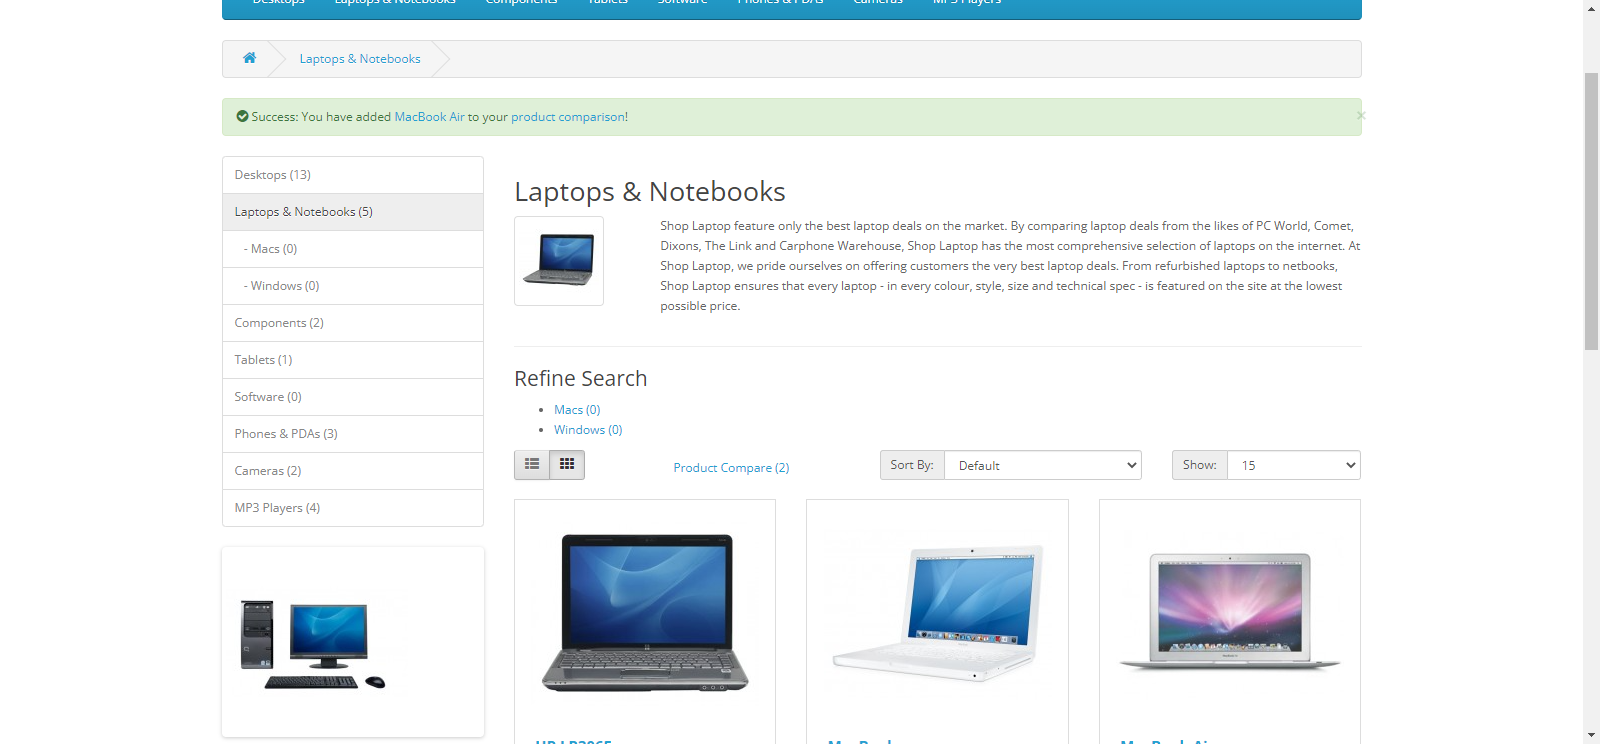 Desktops Laptops & Notebooks Components Tablets Software Phones & PDAs Cameras MP3 Players
Laptops & Notebooks
Success: You have added MacBook Air to your product comparison!
×
Desktops (13)
Laptops & Notebooks (5)
- Macs (0)
- Windows (0)
Components (2)
Tablets (1)
Software (0)
Phones & PDAs (3)
Cameras (2)
MP3 Players (4)
Laptops & Notebooks
Shop Laptop feature only the best laptop deals on the market. By comparing laptop deals from the likes of PC World, Comet,
Dixons, The Link and Carphone Warehouse, Shop Laptop has the most comprehensive selection of laptops on the internet. At
Shop Laptop, we pride ourselves on offering customers the very best laptop deals. From refurbished laptops to netbooks,
Shop Laptop ensures that every laptop - in every colour, style, size and technical spec - is featured on the site at the lowest
possible price.
Refine Search
Macs (0)
Windows (0)
Product Compare (2)
Sort By: Default
Show: 15
HP LP3065
MacBook
MacBook Air